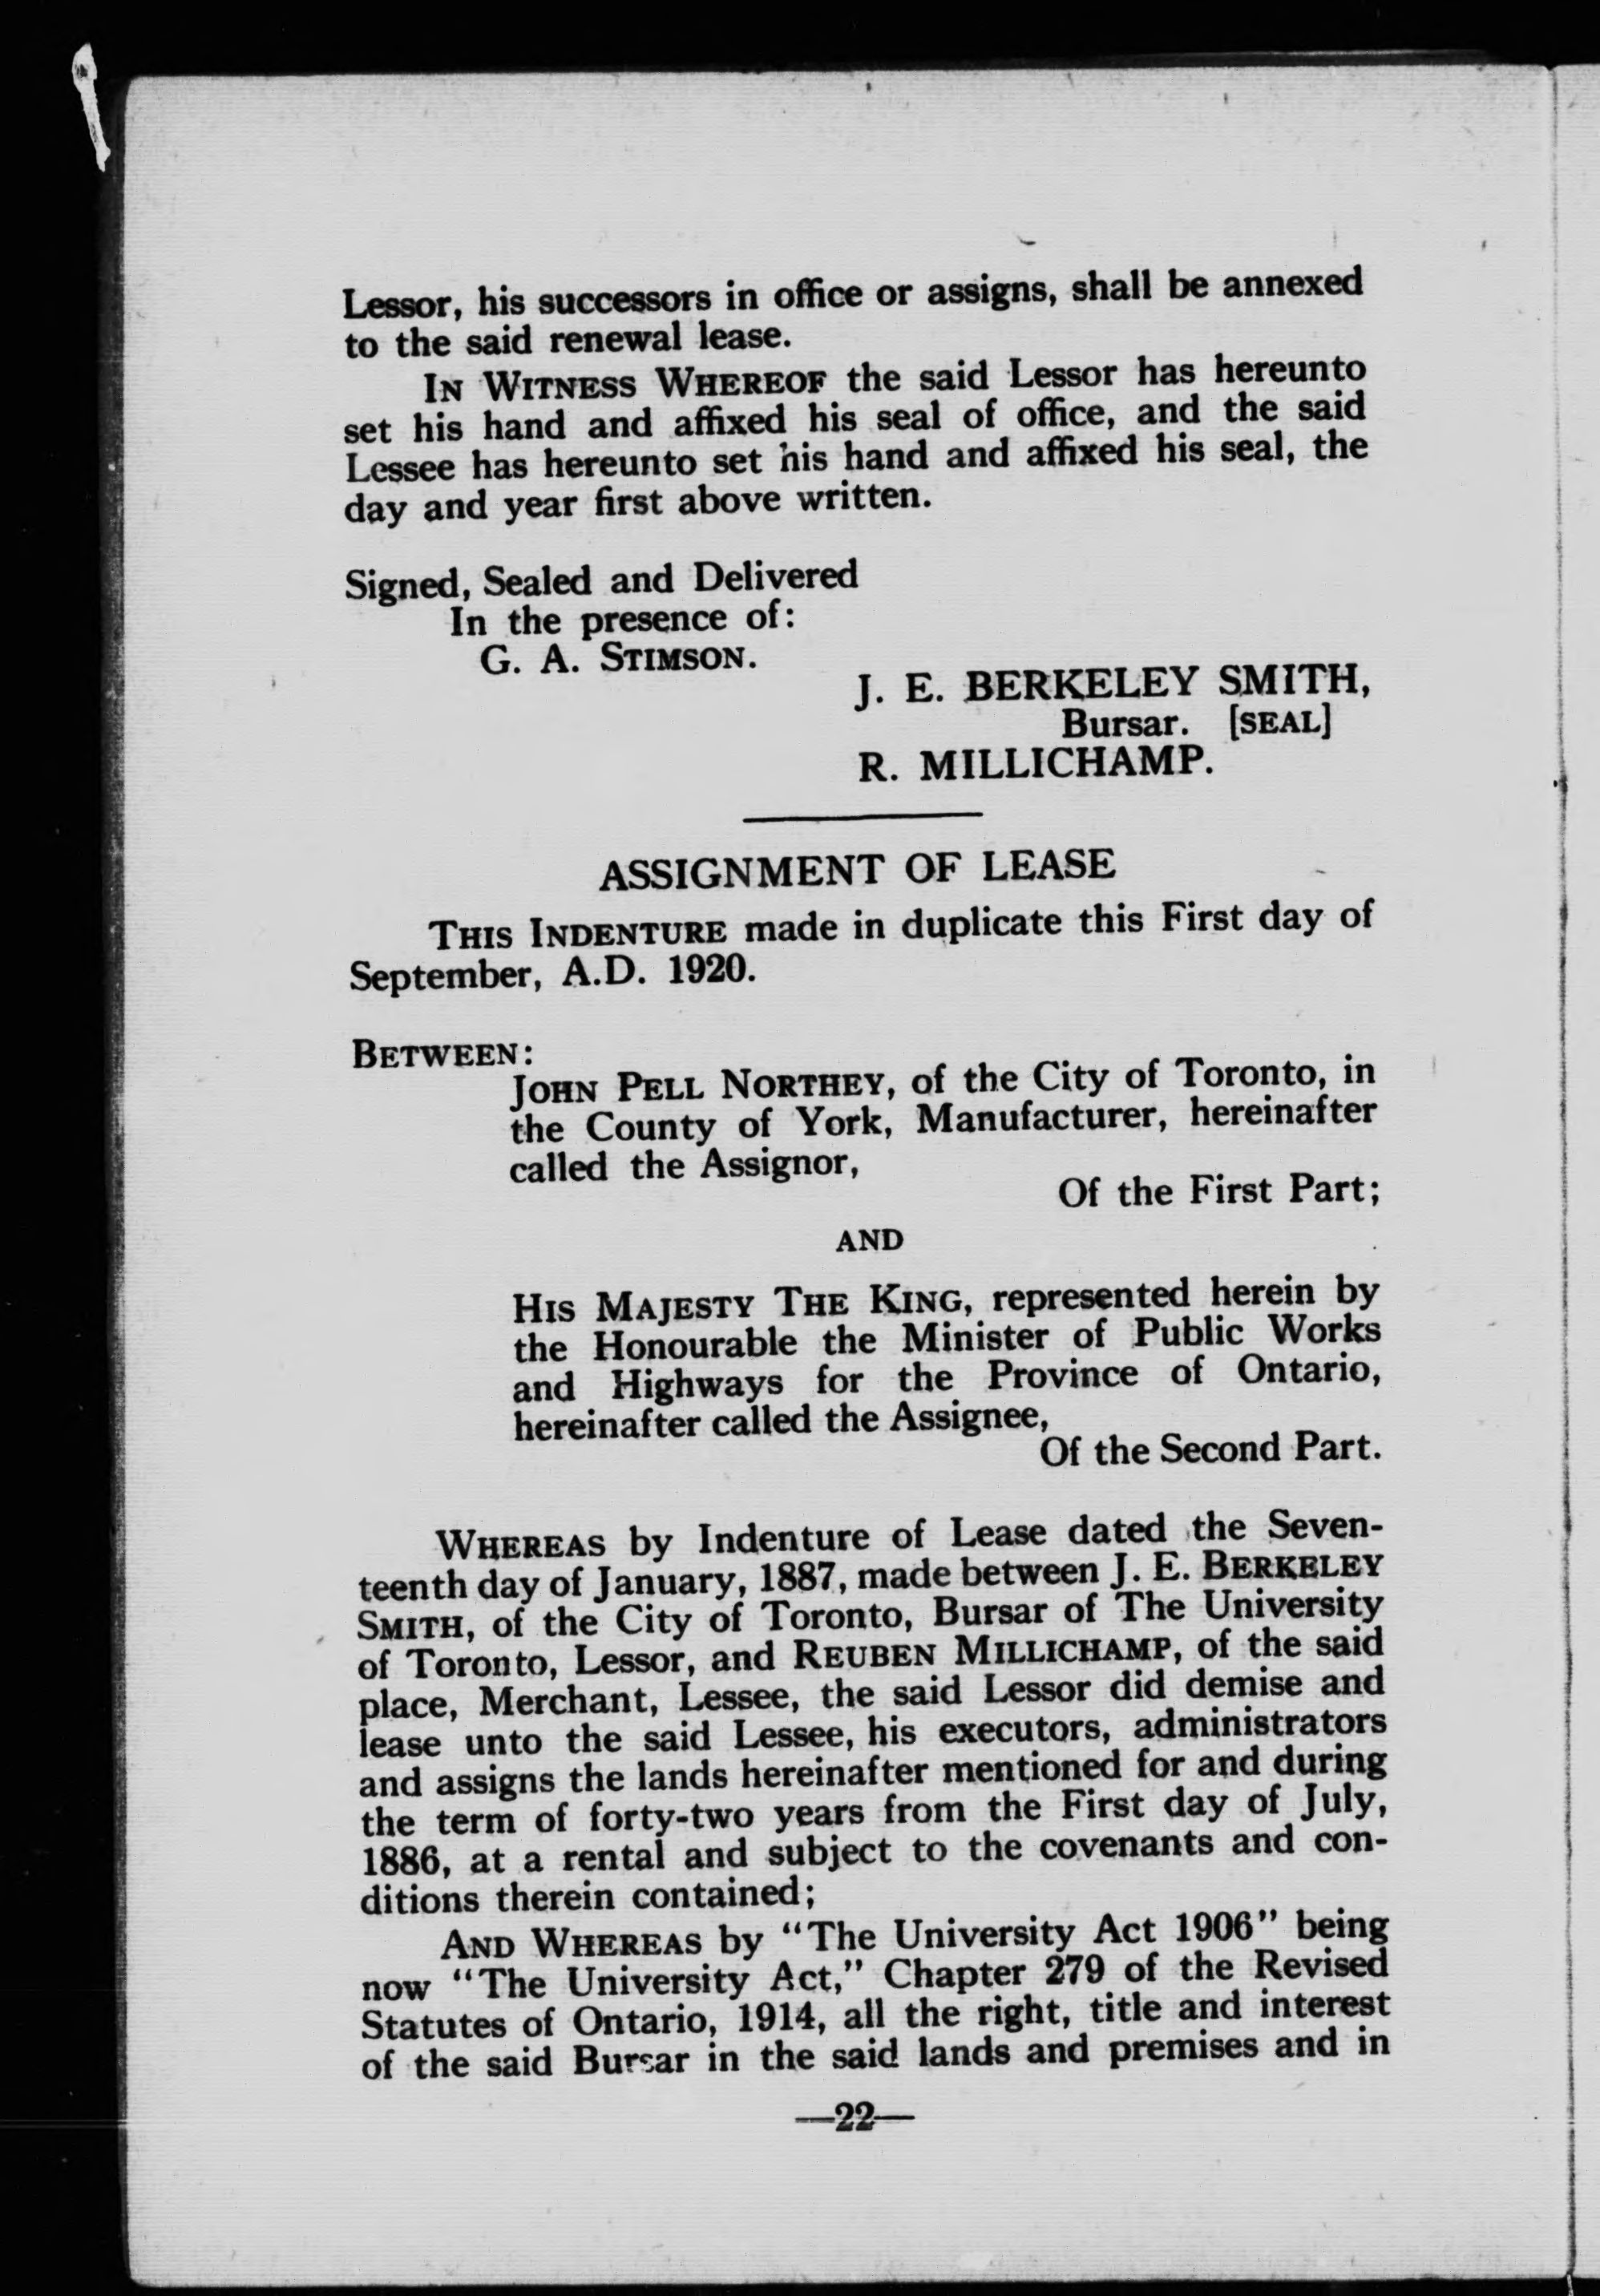 Lessor, his successors in office or assigns, shall be annexed
to the said renewal lease.
In Witness Whereof the said Lessor has hereunto
set his hand and affixed his seal of office, and the said
Lessee has hereunto set his hand and affixed his seal, the
day and year first above written.
Signed, Sealed and Delivered
In the presence of:
G. A. Stimson.
J. E. BERKELEY SMITH,
Bursar. [SEAL]
R. MILLICHAMP.
ASSIGNMENT OF LEASE
This Indenture made in duplicate this First day of
September, A.D. 1920.
Between:
John Pell Northey, of the City of Toronto, in
the County of York, Manufacturer, hereinafter
called the Assignor,
Of the First Part;
AND
His Majesty The King, represented herein by
the Honourable the Minister of Public Works
and Highways for the Province of Ontario,
hereinafter called the Assignee,
Of the Second Part.
Whereas by Indenture of Lease dated the Seven-
teenth day of January, 1887, made between J. E. Berkeley
Smith, of the City of Toronto, Bursar of The University
of Toronto, Lessor, and Reuben Millichamp, of the said
place, Merchant, Lessee, the said Lessor did demise and
lease unto the said Lessee, his executors, administrators
and assigns the lands hereinafter mentioned for and during
the term of forty-two years from the First day of July,
1886, at a rental and subject to the covenants and con-
ditions therein contained;
And Whereas by "The University Act 1906" being
now "The University Act," Chapter 279 of the Revised
Statutes of Ontario, 1914, all the right, title and interest
of the said Bursar in the said lands and premises and in
—22—